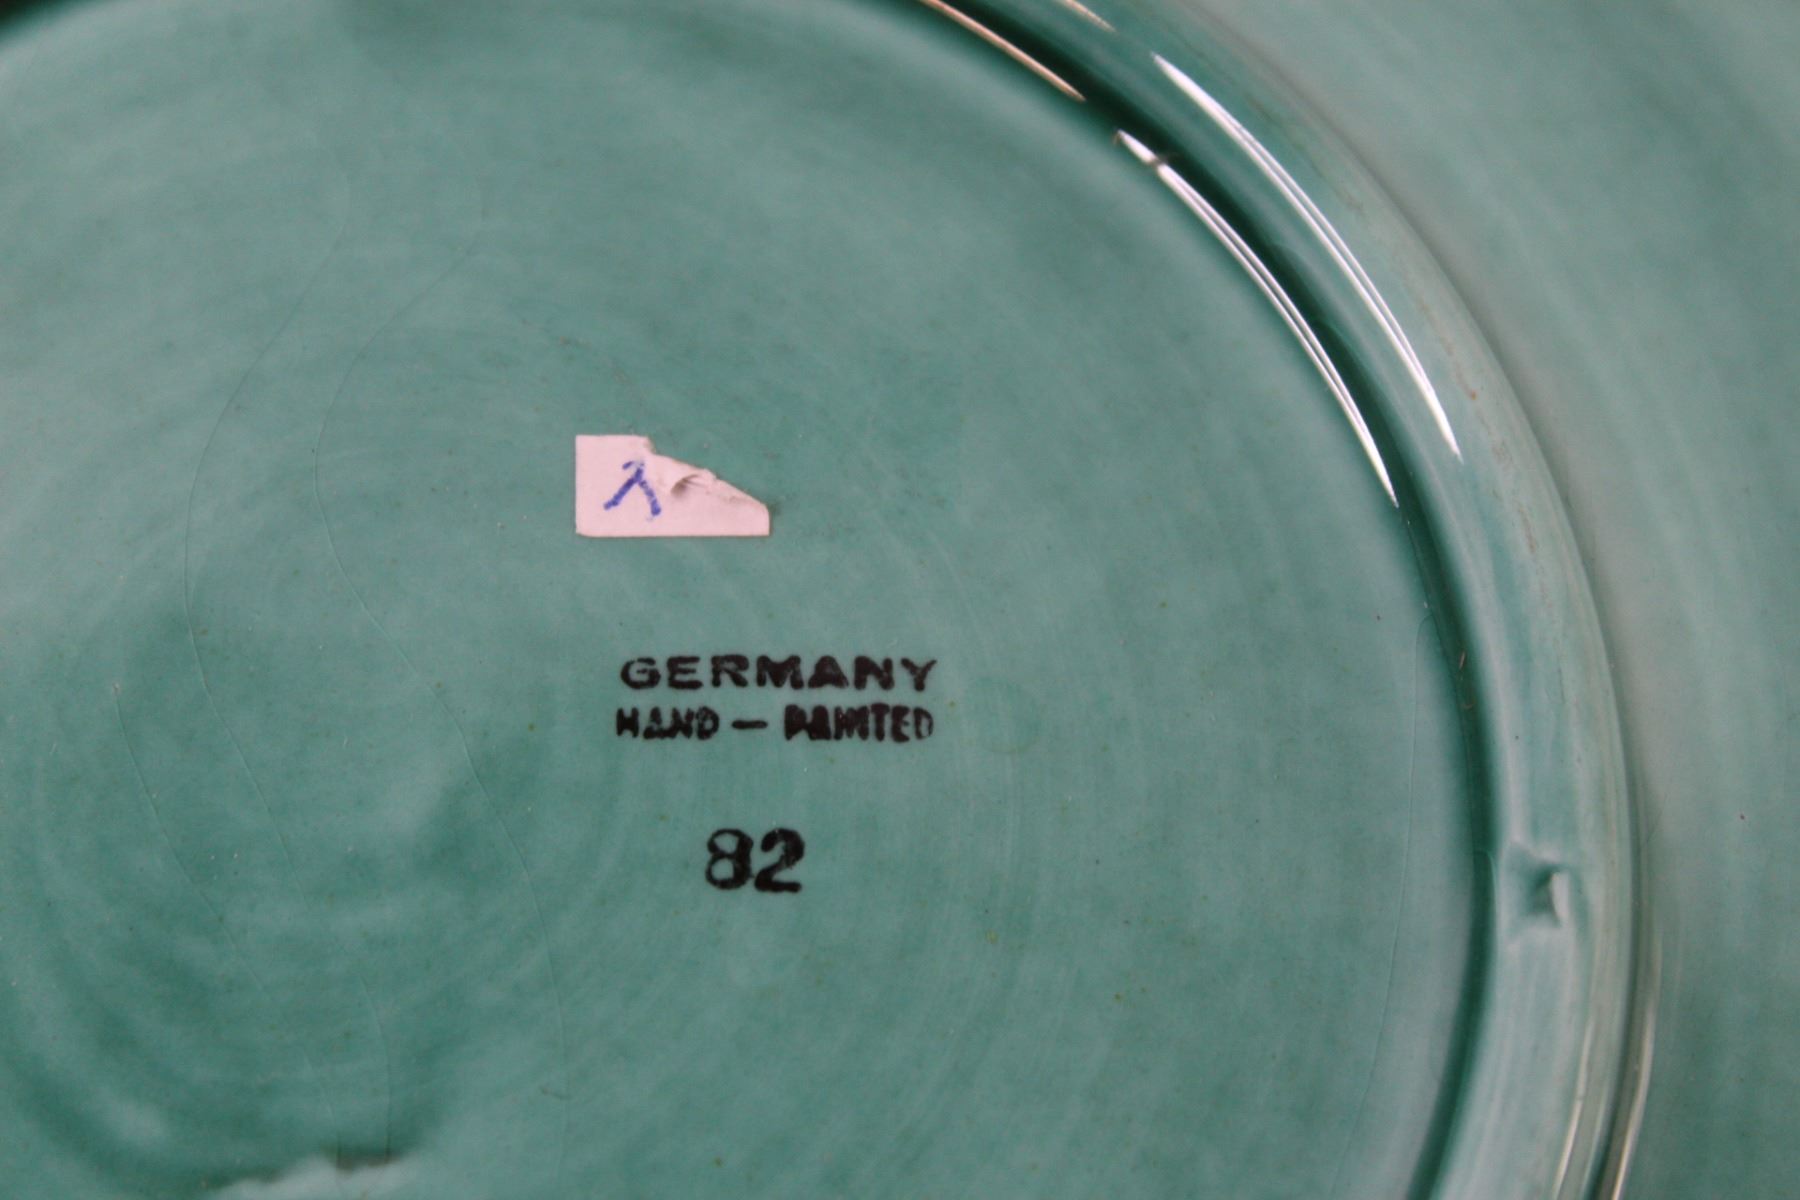 GERMANY
HAND — PAINTED
82